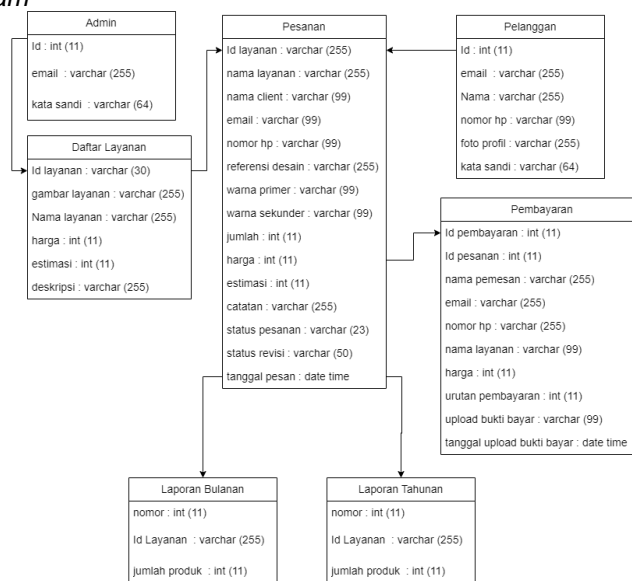 Admin
Id : int (11)
email : varchar (255)
kata sandi : varchar (64)
Daftar Layanan
Id layanan : varchar (30)
gambar layanan : varchar (255)
Nama layanan : varchar (255)
harga : int (11)
estimasi : int (11)
deskripsi : varchar (255)
Pesanan
Id layanan : varchar (255)
nama layanan : varchar (255)
nama client : varchar (99)
email : varchar (99)
nomor hp : varchar (99)
referensi desain : varchar (255)
warna primer : varchar (99)
warna sekunder : varchar (99)
jumlah : int (11)
harga : int (11)
estimasi : int (11)
catatan : varchar (255)
status pesanan : varchar (23)
status revisi : varchar (50)
tanggal pesan : date time
Pelanggan
Id : int (11)
email : varchar (255)
Nama : varchar (255)
nomor hp : varchar (99)
foto profil : varchar (255)
kata sandi : varchar (64)
Pembayaran
Id pembayaran : int (11)
Id pesanan : int (11)
nama pemesan : varchar (255)
email : varchar (255)
nomor hp : varchar (255)
nama layanan : varchar (99)
harga : int (11)
urutan pembayaran : int (11)
upload bukti bayar : varchar (99)
tanggal upload bukti bayar : date time
Laporan Bulanan
nomor : int (11)
Id Layanan : varchar (255)
jumlah produk : int (11)
Laporan Tahunan
nomor : int (11)
Id Layanan : varchar (255)
jumlah produk : int (11)